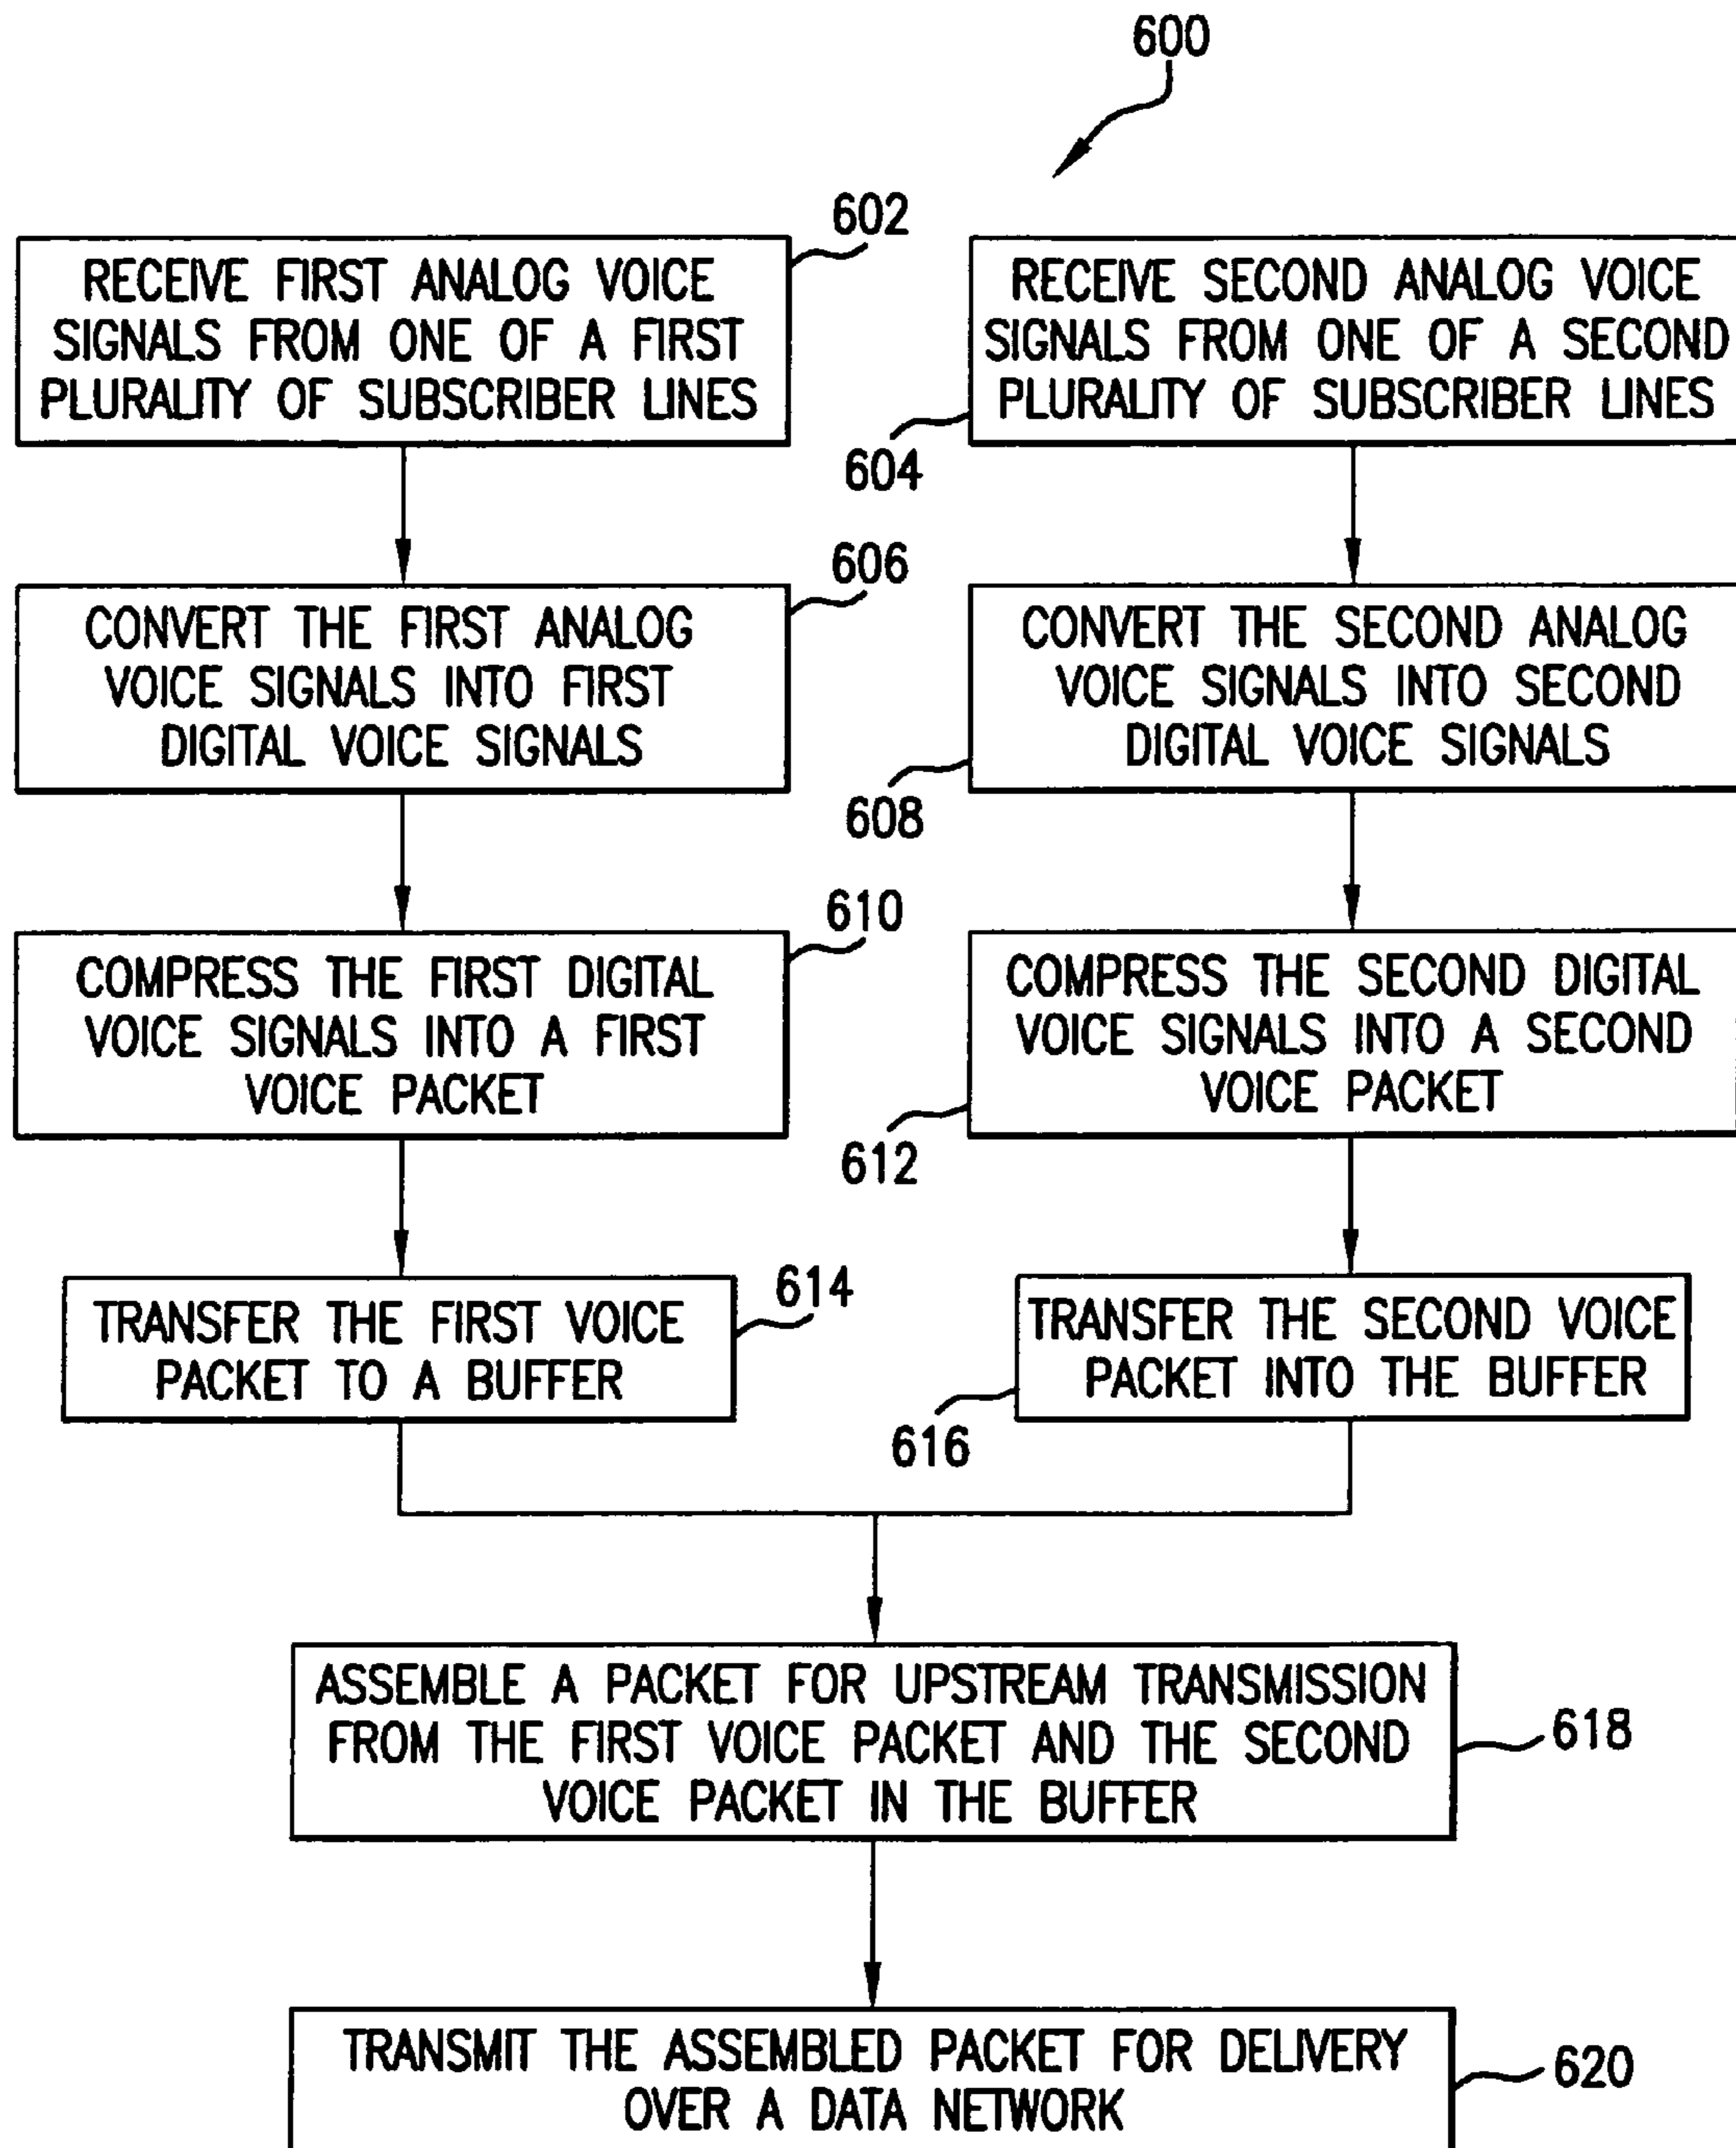 600
602
RECEIVE FIRST ANALOG VOICE
SIGNALS FROM ONE OF A FIRST
PLURALITY OF SUBSCRIBER LINES
RECEIVE SECOND ANALOG VOICE
SIGNALS FROM ONE OF A SECOND
PLURALITY OF SUBSCRIBER LINES
604
606
CONVERT THE FIRST ANALOG
VOICE SIGNALS INTO FIRST
DIGITAL VOICE SIGNALS
CONVERT THE SECOND ANALOG
VOICE SIGNALS INTO SECOND
DIGITAL VOICE SIGNALS
608
610
COMPRESS THE FIRST DIGITAL
VOICE SIGNALS INTO A FIRST
VOICE PACKET
COMPRESS THE SECOND DIGITAL
VOICE SIGNALS INTO A SECOND
VOICE PACKET
612
614
TRANSFER THE FIRST VOICE
PACKET TO A BUFFER
TRANSFER THE SECOND VOICE
PACKET INTO THE BUFFER
616
ASSEMBLE A PACKET FOR UPSTREAM TRANSMISSION
FROM THE FIRST VOICE PACKET AND THE SECOND
VOICE PACKET IN THE BUFFER
618
TRANSMIT THE ASSEMBLED PACKET FOR DELIVERY
OVER A DATA NETWORK
620